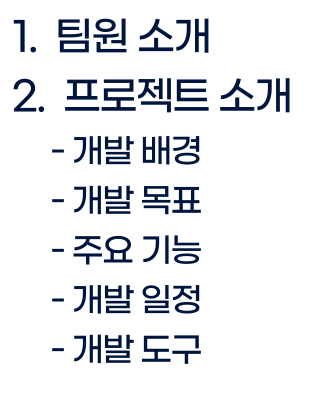 1. 팀원 소개
2. 프로젝트 소개
- 개발 배경
- 개발 목표
- 주요 기능
- 개발 일정
- 개발 도구